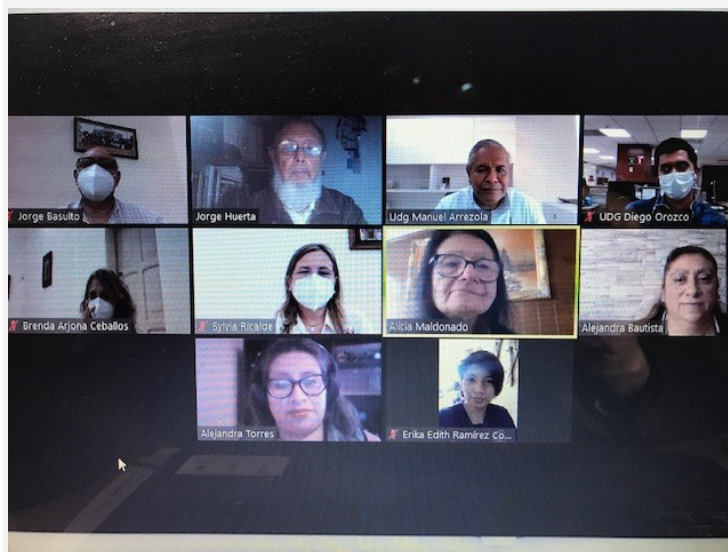 Jorge Basulto
Jorge Huerta
Udg Manuel Arrezola
UDG Diego Orozco
Brenda Arjona Ceballos
Sylvia Ricalde
Alicia Maldonado
Alejandra Bautista
Alejandra Torres
Erika Edith Ramírez Co...